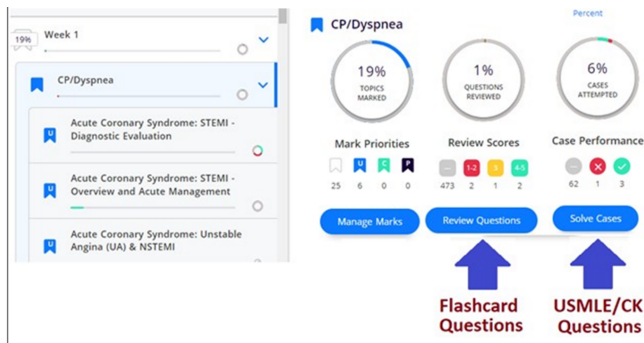 19%
Week 1
CP/Dyspnea
U
Acute Coronary Syndrome: STEMI -
Diagnostic Evaluation
U
Acute Coronary Syndrome: STEMI -
Overview and Acute Management
U
Acute Coronary Syndrome: Unstable
Angina (UA) & NSTEMI
CP/Dyspnea
Percent
19%
TOPICS
MARKED
1%
QUESTIONS
REVIEWED
6%
CASES
ATTEMPTED
Mark Priorities
Review Scores
Case Performance
U C P
1-2 3 4-5
25 6 0 0
473 2 1 2
62 1 3
Manage Marks
Review Questions
Solve Cases
Flashcard
Questions
USMLE/CK
Questions